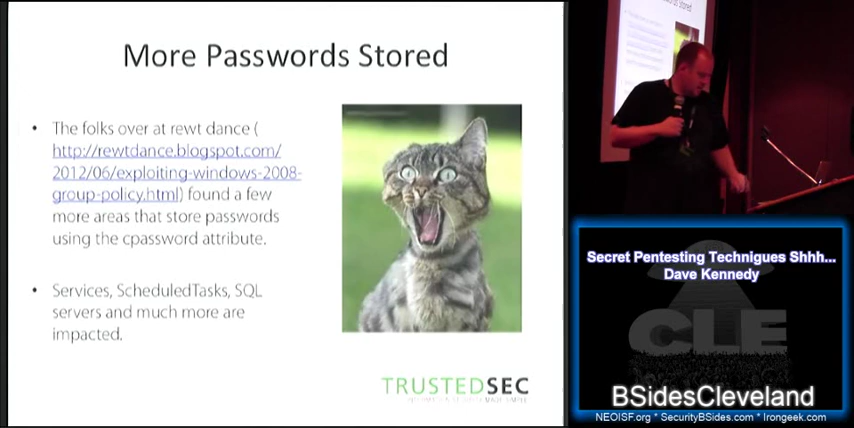 More Passwords Stored
• The folks over at rewt dance (
http://rewtdance.blogspot.com/
2012/06/exploiting-windows-2008-
group-policy.html) found a few
more areas that store passwords
using the cpassword attribute.
• Services, ScheduledTasks, SQL
servers and much more are
impacted.
TRUSTEDSEC
Secret Pentesting Technigues Shhh...
Dave Kennedy
CLE
BSidesCleveland
NEOISF.org * SecurityBSides.com * Irongeek.com